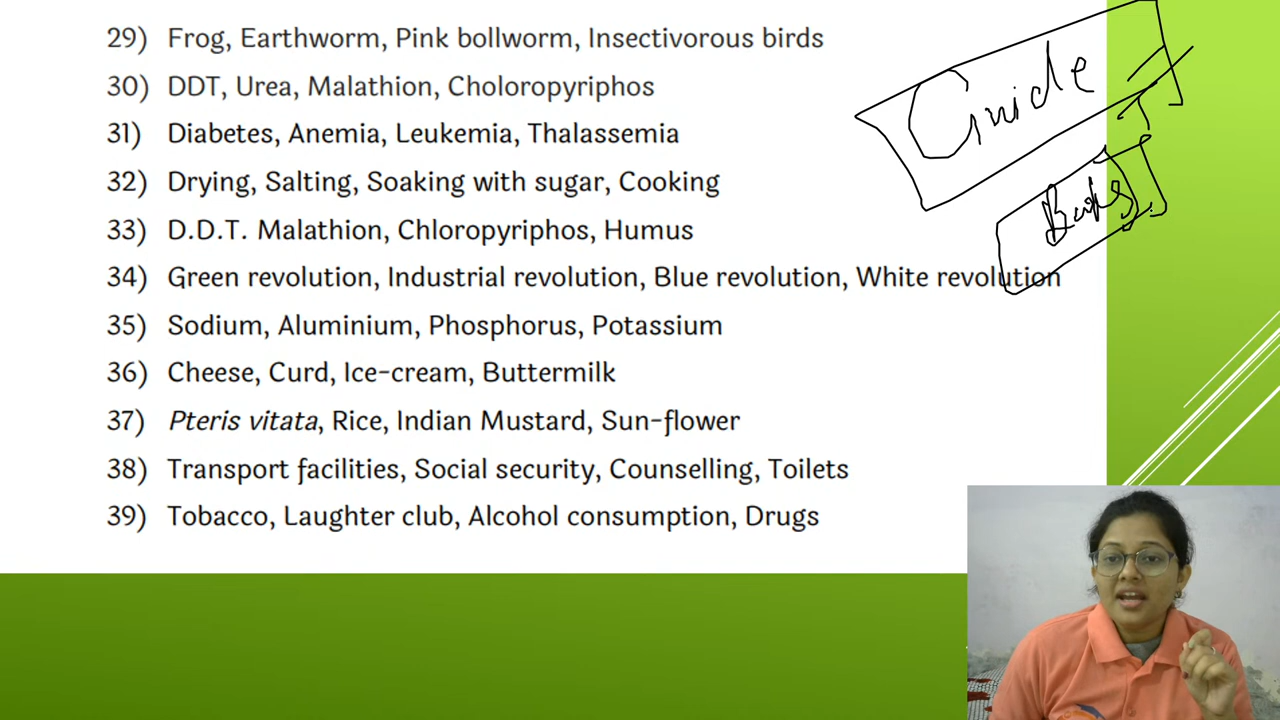 29) Frog, Earthworm, Pink bollworm, Insectivorous birds
30) DDT, Urea, Malathion, Choloropyriphos
31) Diabetes, Anemia, Leukemia, Thalassemia
32) Drying, Salting, Soaking with sugar, Cooking
33) D.D.T. Malathion, Chloropyriphos, Humus
34) Green revolution, Industrial revolution, Blue revolution, White revolution
35) Sodium, Aluminium, Phosphorus, Potassium
36) Cheese, Curd, Ice-cream, Buttermilk
37) Pteris vitata, Rice, Indian Mustard, Sun-flower
38) Transport facilities, Social security, Counselling, Toilets
39) Tobacco, Laughter club, Alcohol consumption, Drugs
Guide